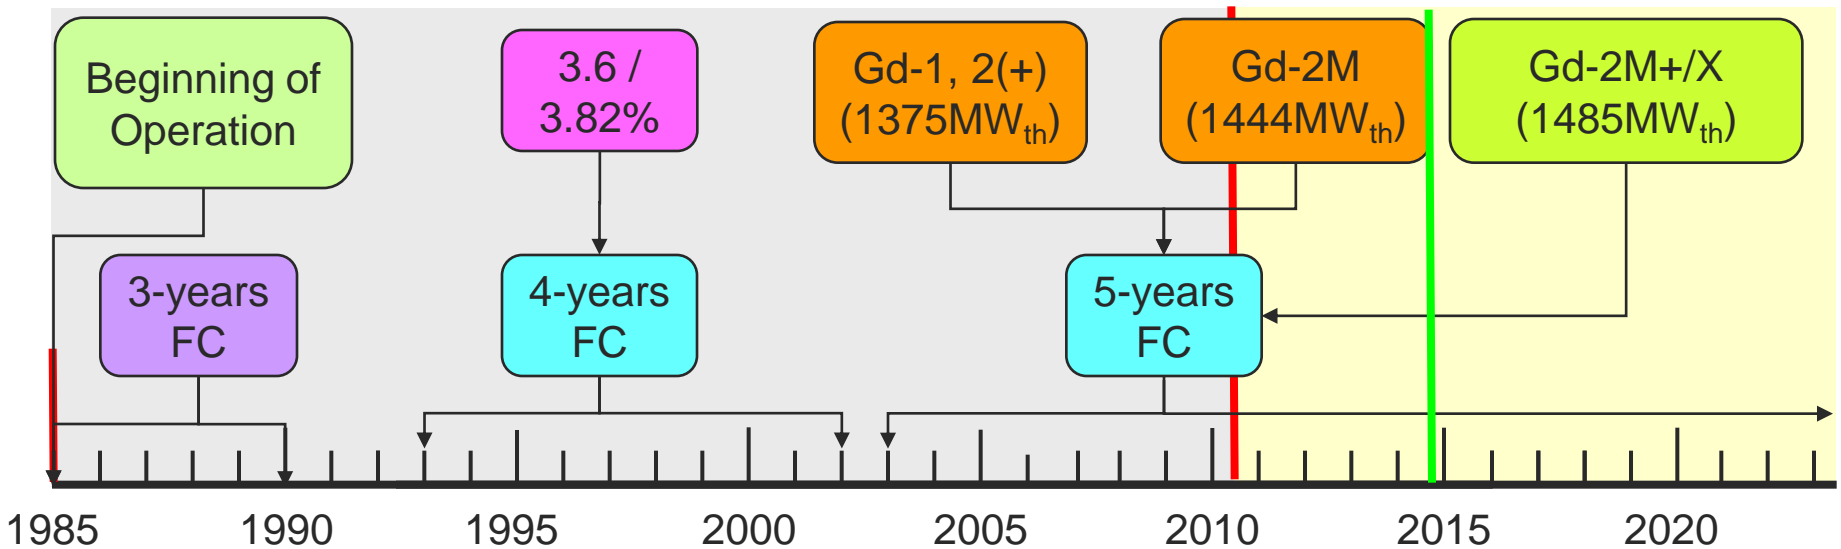 Beginning of
Operation
3.6 /
3.82%
Gd-1, 2(+)
(1375MWth)
Gd-2M
(1444MWth)
Gd-2M+/X
(1485MWth)
3-years
FC
4-years
FC
5-years
FC
1985 1990 1995 2000 2005 2010 2015 2020